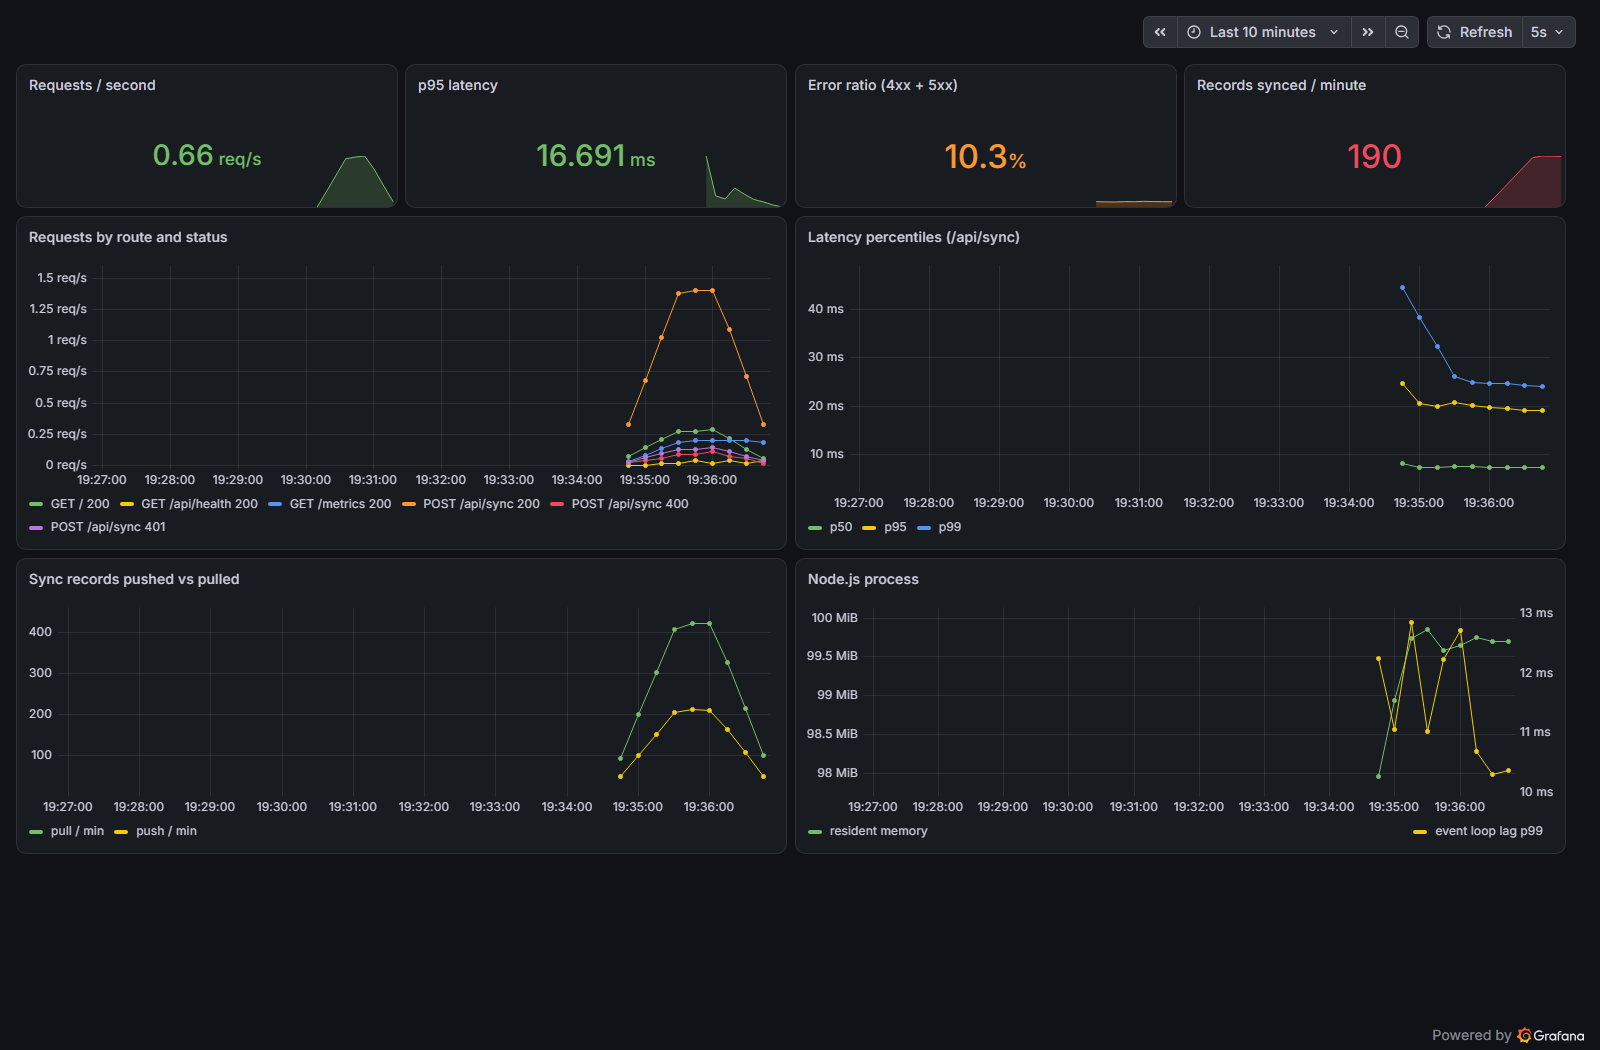 Last 10 minutes
Refresh
5s
Requests / second
0.66 req/s
p95 latency
16.691 ms
Error ratio (4xx + 5xx)
10.3%
Records synced / minute
190
Requests by route and status
1.5 req/s
1.25 req/s
1 req/s
0.75 req/s
0.5 req/s
0.25 req/s
0 req/s
19:27:00 19:28:00 19:29:00 19:30:00 19:31:00 19:32:00 19:33:00 19:34:00 19:35:00 19:36:00
GET / 200 GET /api/health 200 GET /metrics 200 POST /api/sync 200 POST /api/sync 400
POST /api/sync 401
Latency percentiles (/api/sync)
40 ms
30 ms
20 ms
10 ms
19:27:00 19:28:00 19:29:00 19:30:00 19:31:00 19:32:00 19:33:00 19:34:00 19:35:00 19:36:00
p50 p95 p99
Sync records pushed vs pulled
400
300
200
100
19:27:00 19:28:00 19:29:00 19:30:00 19:31:00 19:32:00 19:33:00 19:34:00 19:35:00 19:36:00
pull / min push / min
Node.js process
100 MiB
99.5 MiB
99 MiB
98.5 MiB
98 MiB
13 ms
12 ms
11 ms
10 ms
19:27:00 19:28:00 19:29:00 19:30:00 19:31:00 19:32:00 19:33:00 19:34:00 19:35:00 19:36:00
resident memory event loop lag p99
Powered by Grafana